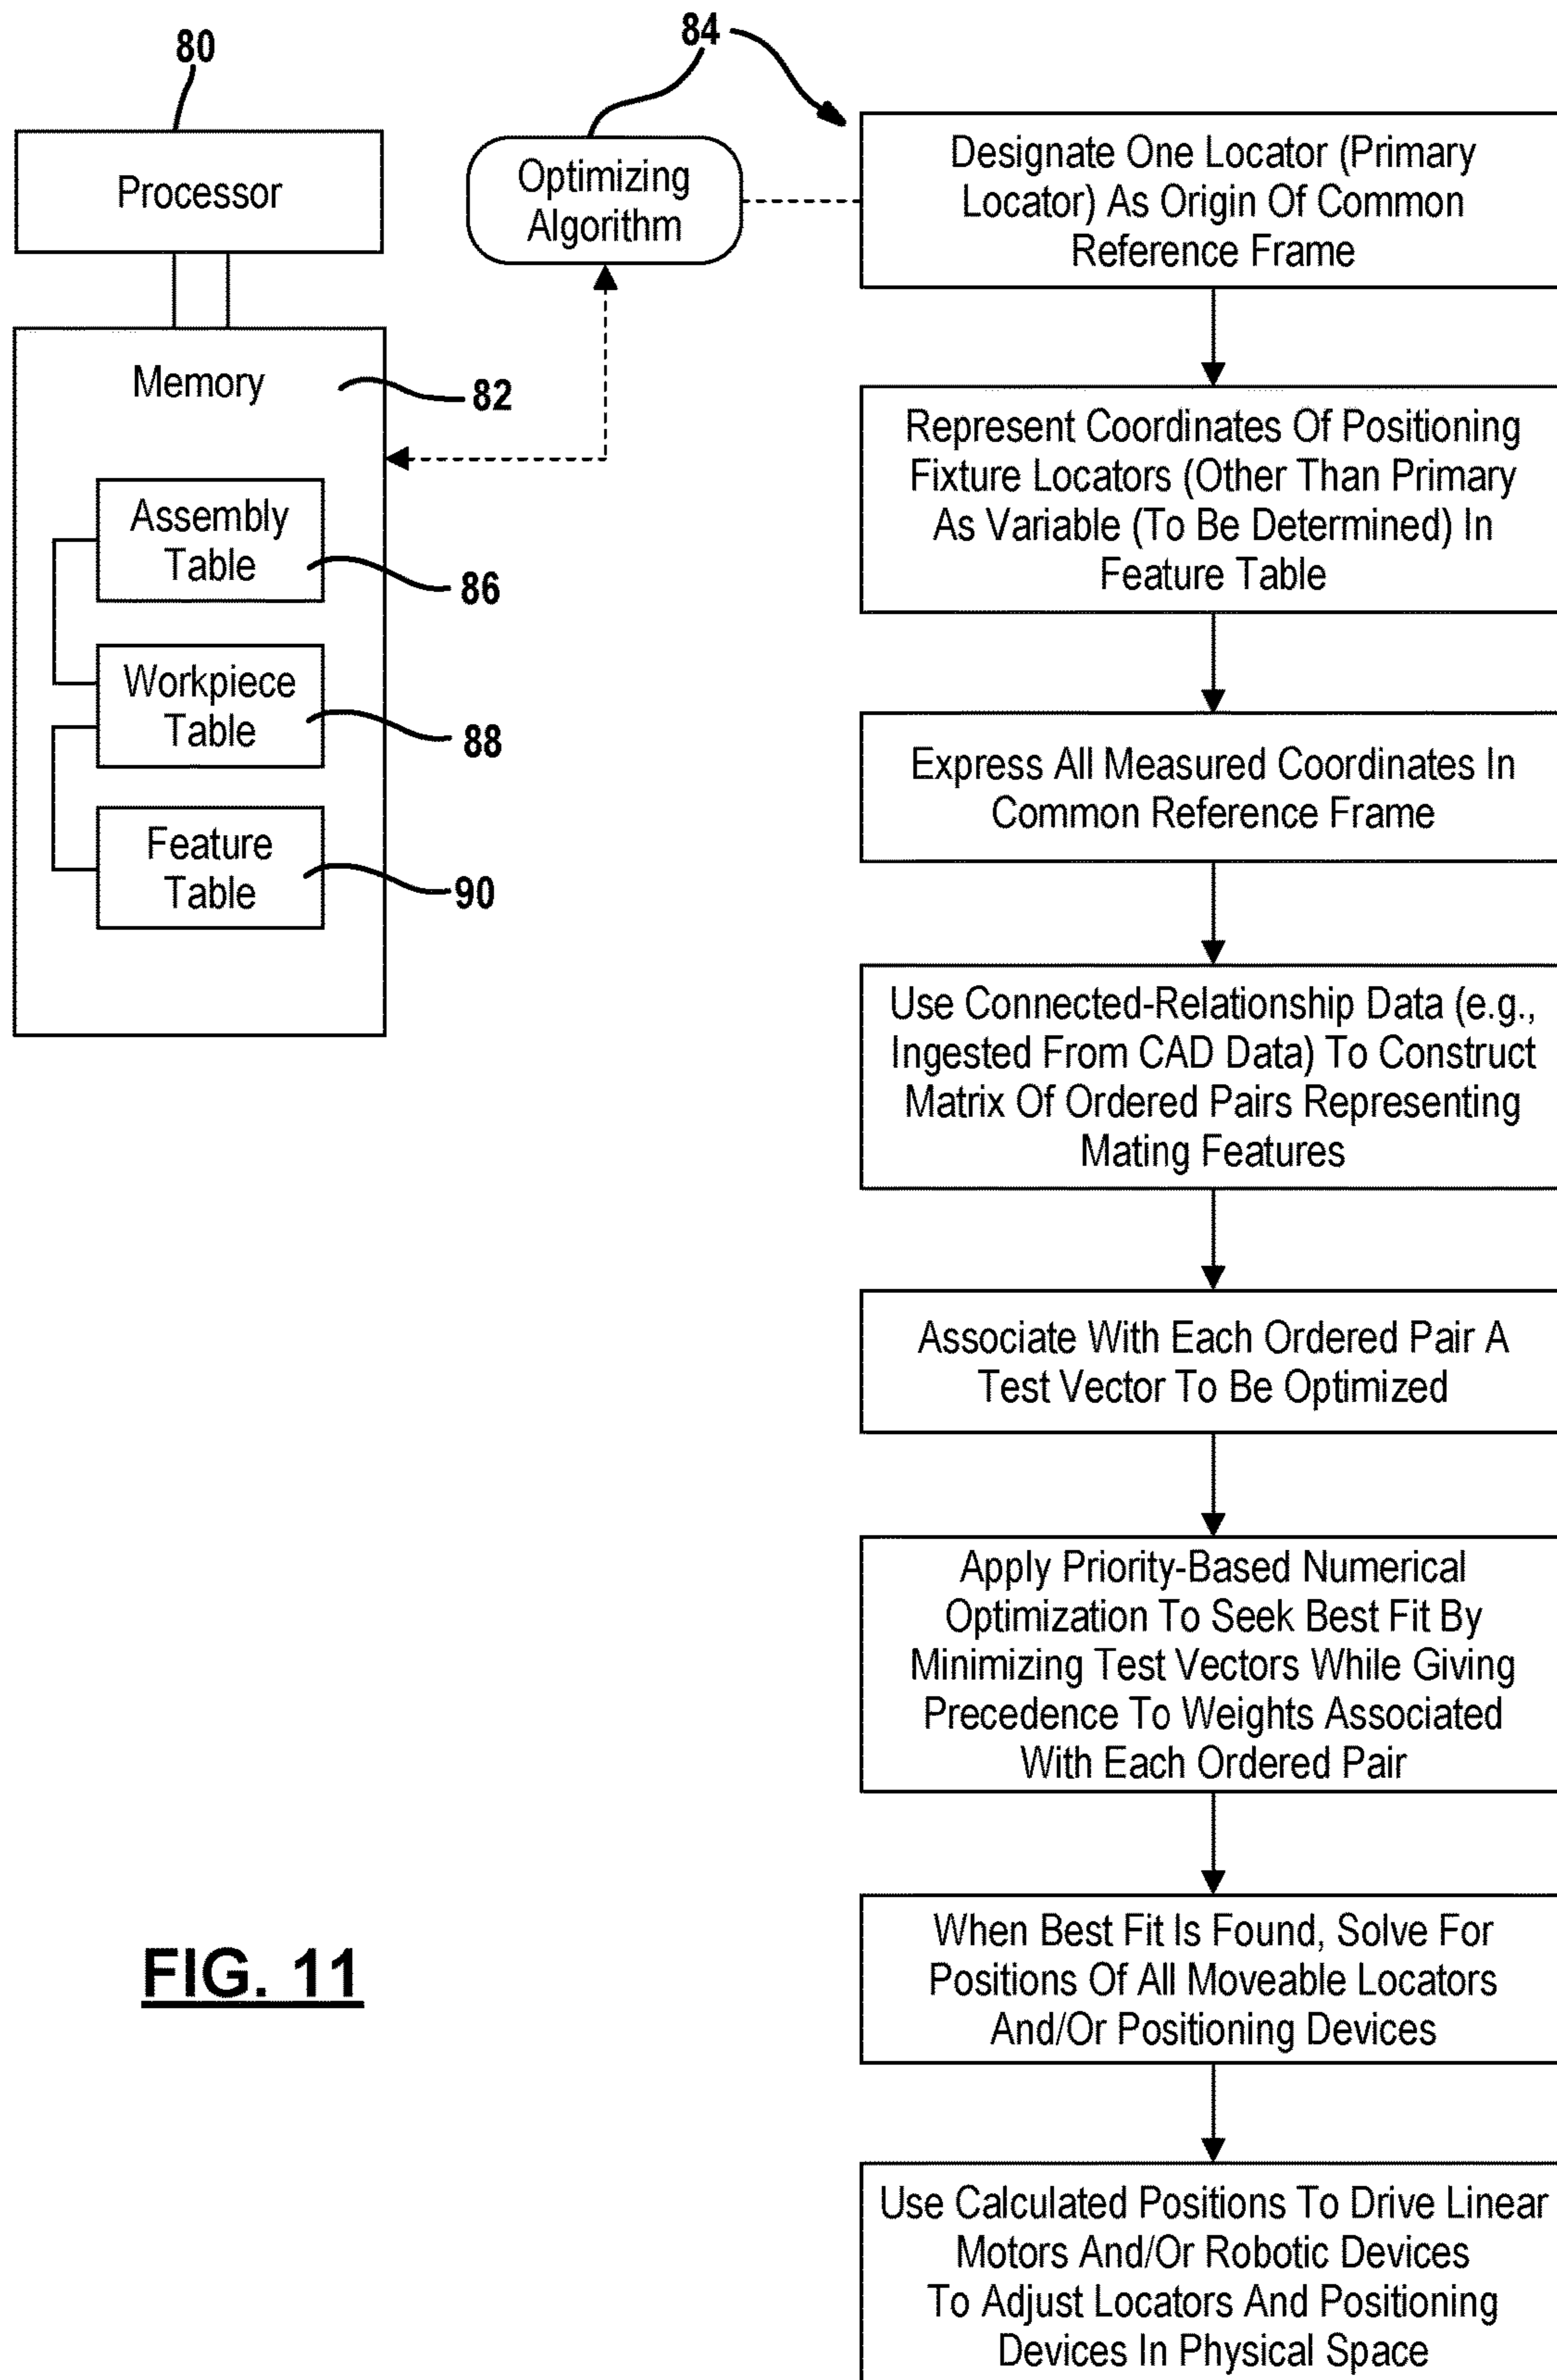 80
Processor
Memory
82
Assembly
Table
86
Workpiece
Table
88
Feature
Table
90
84
Optimizing
Algorithm
Designate One Locator (Primary
Locator) As Origin Of Common
Reference Frame
Represent Coordinates Of Positioning
Fixture Locators (Other Than Primary
As Variable (To Be Determined) In
Feature Table
Express All Measured Coordinates In
Common Reference Frame
Use Connected-Relationship Data (e.g.,
Ingested From CAD Data) To Construct
Matrix Of Ordered Pairs Representing
Mating Features
Associate With Each Ordered Pair A
Test Vector To Be Optimized
Apply Priority-Based Numerical
Optimization To Seek Best Fit By
Minimizing Test Vectors While Giving
Precedence To Weights Associated
With Each Ordered Pair
When Best Fit Is Found, Solve For
Positions Of All Moveable Locators
And/Or Positioning Devices
Use Calculated Positions To Drive Linear
Motors And/Or Robotic Devices
To Adjust Locators And Positioning
Devices In Physical Space
FIG. 11